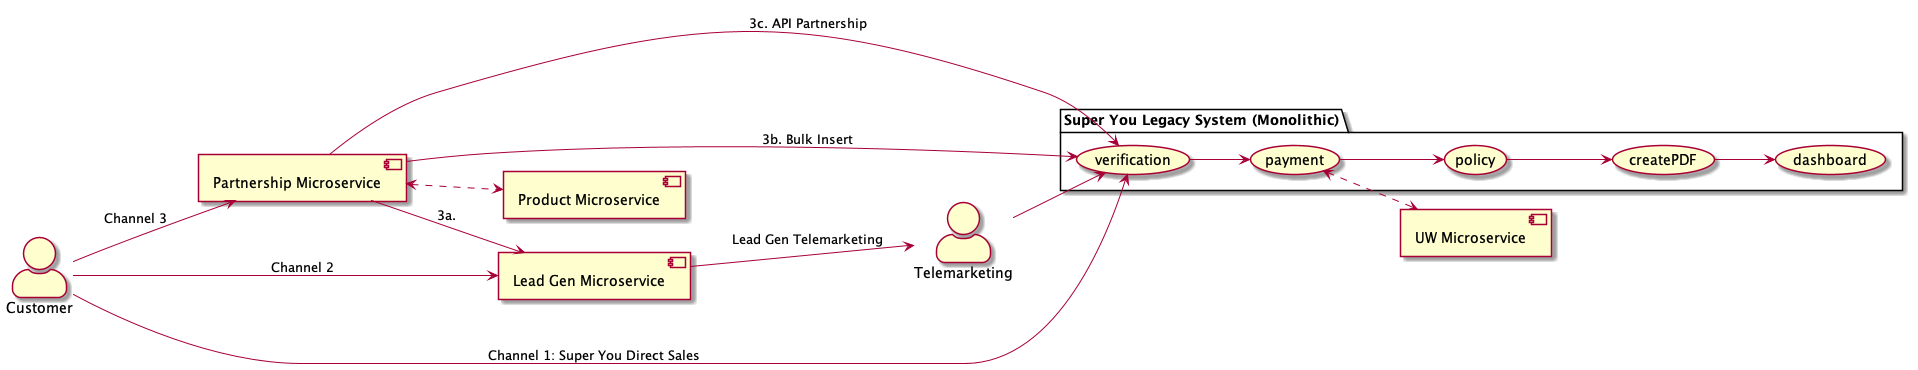 3c. API Partnership
Super You Legacy System (Monolithic)
3b. Bulk Insert
verification
payment
policy
createPDF
dashboard
Partnership Microservice
Product Microservice
Channel 3
3a.
UW Microservice
Lead Gen Telemarketing
Channel 2
Telemarketing
Lead Gen Microservice
Customer
Channel 1: Super You Direct Sales